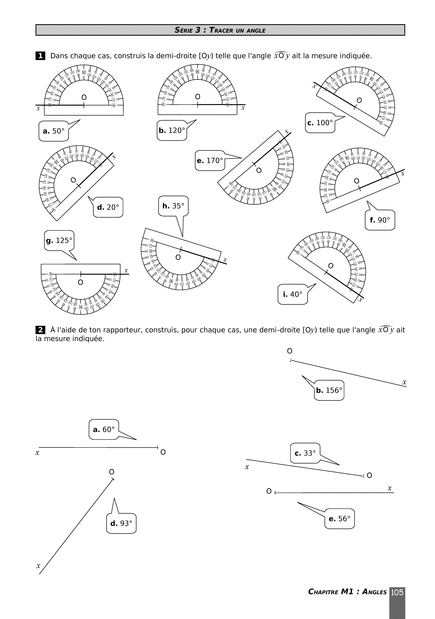 SÉRIE 3 : TRACER UN ANGLE
1 Dans chaque cas, construis la demi-droite [Oy) telle que l'angle xOy ait la mesure indiquée.
O
x
a. 50°
O
x
b. 120°
O
x
c. 100°
O
x
d. 20°
O
x
e. 170°
O
x
f. 90°
g. 125°
O
x
h. 35°
O
x
O
x
i. 40°
2 À l'aide de ton rapporteur, construis, pour chaque cas, une demi-droite [Oy) telle que l'angle xOy ait
la mesure indiquée.
O
x
b. 156°
a. 60°
x
O
c. 33°
x
O
O
x
d. 93°
O
x
e. 56°
CHAPITRE M1 : ANGLES 105